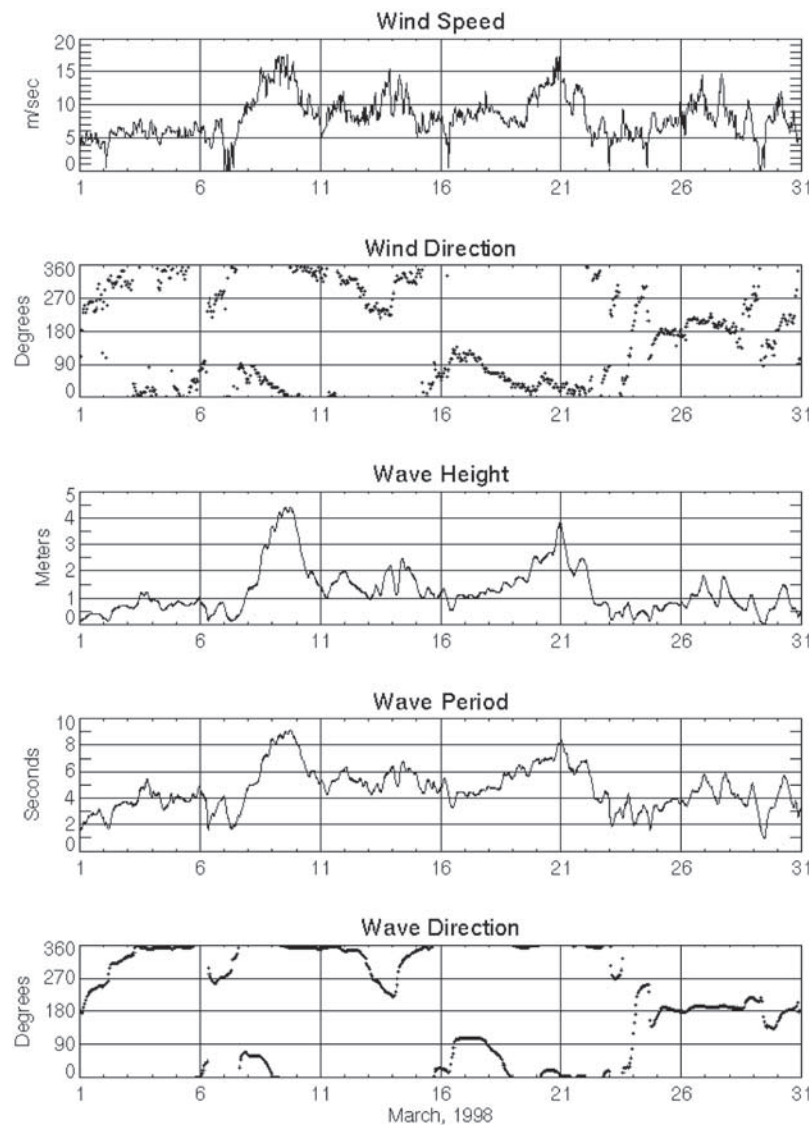 Wind Speed
20
15
10
5
0
m/sec
1 6 11 16 21 26 31
Wind Direction
360
270
180
90
0
Degrees
1 6 11 16 21 26 31
Wave Height
5
4
3
2
1
0
Meters
1 6 11 16 21 26 31
Wave Period
10
8
6
4
2
0
Seconds
1 6 11 16 21 26 31
Wave Direction
360
270
180
90
0
Degrees
1 6 11 16 21 26 31
March, 1998